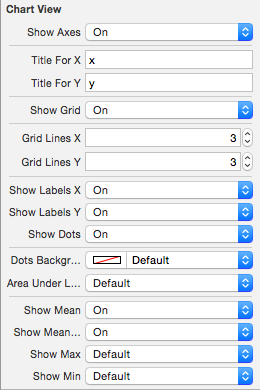 Chart View
Show Axes On
Title For X x
Title For Y y
Show Grid On
Grid Lines X 3
Grid Lines Y 3
Show Labels X On
Show Labels Y On
Show Dots On
Dots Backgr... Default
Area Under L... Default
Show Mean On
Show Mean... On
Show Max Default
Show Min Default